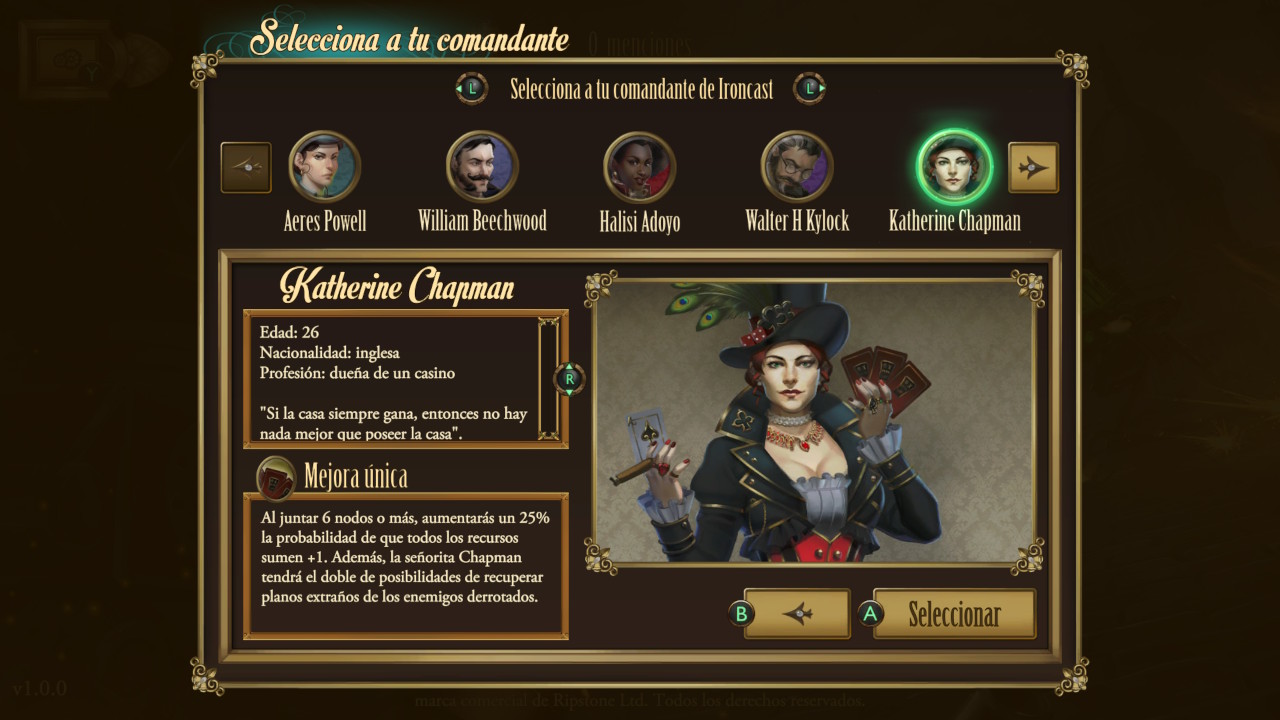 Selecciona a tu comandante
0 menciones
L
Selecciona a tu comandante de Ironcast
L
Aeres Powell
William Beechwood
Halisi Adoyo
Walter H Kylock
Katherine Chapman
Katherine Chapman
Edad: 26
Nacionalidad: inglesa
Profesión: dueña de un casino
"Si la casa siempre gana, entonces no hay
nada mejor que poseer la casa".
R
Mejora única
Al juntar 6 nodos o más, aumentarás un 25%
la probabilidad de que todos los recursos
sumen +1. Además, la señorita Chapman
tendrá el doble de posibilidades de recuperar
planos extraños de los enemigos derrotados.
B
A
Seleccionar
v1.0.0
marca comercial de Ripstone Ltd. Todos los derechos reservados.